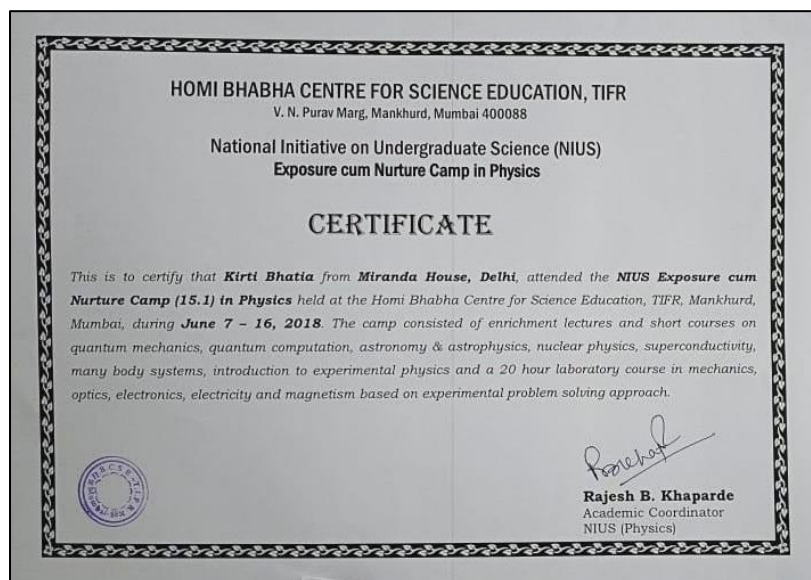 HOMI BHABHA CENTRE FOR SCIENCE EDUCATION, TIFR
V. N. Purav Marg, Mankhurd, Mumbai 400088
National Initiative on Undergraduate Science (NIUS)
Exposure cum Nurture Camp in Physics
CERTIFICATE
This is to certify that Kirti Bhatia from Miranda House, Delhi, attended the NIUS Exposure cum
Nurture Camp (15.1) in Physics held at the Homi Bhabha Centre for Science Education, TIFR, Mankhurd,
Mumbai, during June 7 – 16, 2018. The camp consisted of enrichment lectures and short courses on
quantum mechanics, quantum computation, astronomy & astrophysics, nuclear physics, superconductivity,
many body systems, introduction to experimental physics and a 20 hour laboratory course in mechanics,
optics, electronics, electricity and magnetism based on experimental problem solving approach.
Rajesh B. Khaparde
Academic Coordinator
NIUS (Physics)